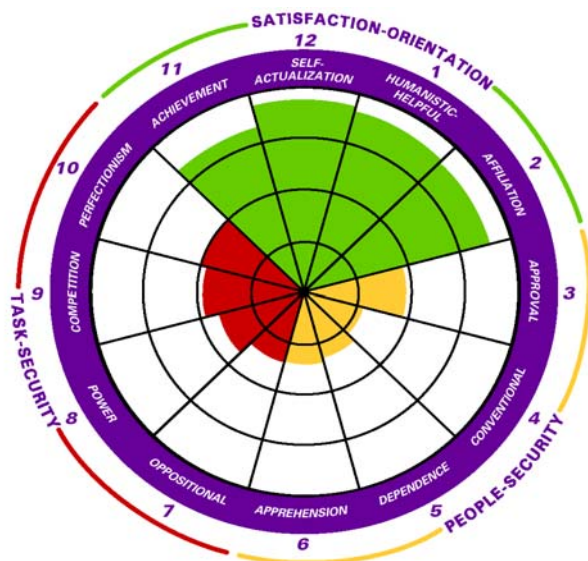 SATISFACTION-ORIENTATION
12
SELF-
ACTUALIZATION
1
HUMANISTIC-
HELPFUL
2
AFFILIATION
3
APPROVAL
4
CONVENTIONAL
PEOPLE-SECURITY
5
DEPENDENCE
6
APPREHENSION
7
OPPOSITIONAL
8
POWER
TASK-SECURITY
9
COMPETITION
10
PERFECTIONISM
11
ACHIEVEMENT